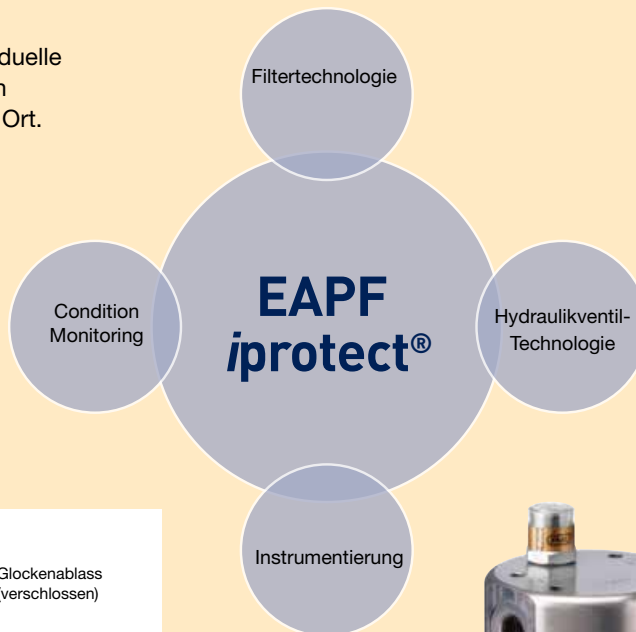 duelle
n
Ort.
Filtertechnologie
Condition
Monitoring
EAPF
iprotect®
Hydraulikventil-
Technologie
Instrumentierung
Glockenablass
(verschlossen)